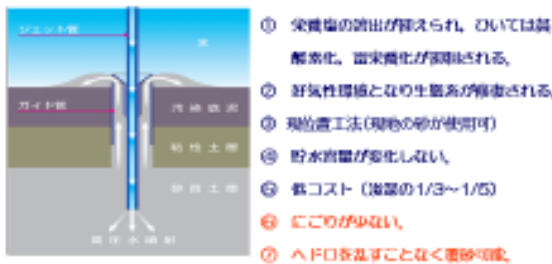 ジェット管
水
ガイド管
汚染底泥
粘性土層
砂質土層
高圧水噴射
① 栄養塩の溶出が抑えられ、ひいては貧
酸素化、富栄養化が抑制される。
② 好気性環境となり生態系が修復される
③ 現位置工法(現地の砂が使用可)
④ 貯水容量が変化しない。
⑤ 低コスト(浚渫の1/3〜1/5)
⑥ にごりが少ない。
⑦ ヘドロを乱すことなく覆砂可能。